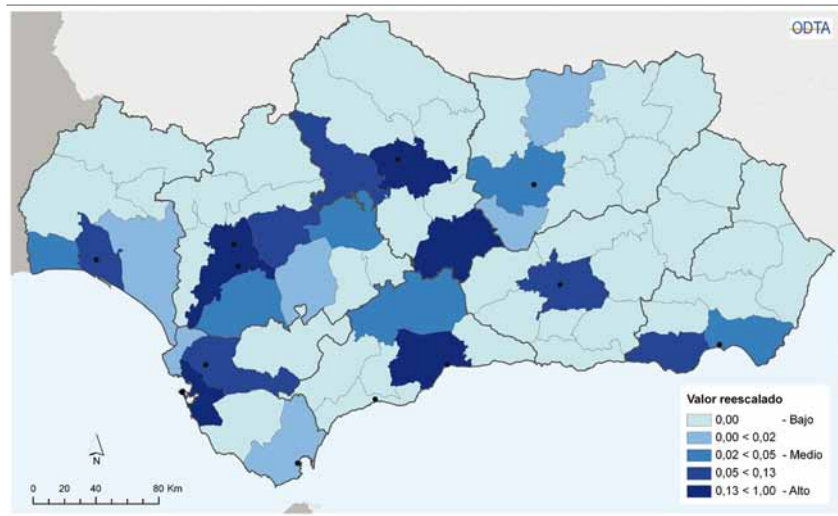 ODTA
Valor reescalado
0,00 - Bajo
0,00 < 0,02
0,02 < 0,05 - Medio
0,05 < 0,13
0,13 < 1,00 - Alto
N
0 20 40 80 Km